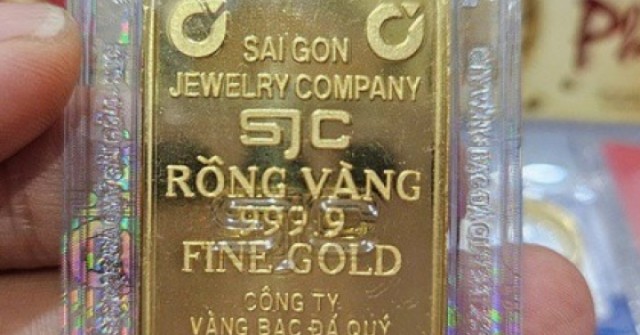 SAI GON
JEWELRY COMPANY
SJC
RỒNG VÀNG
999.9
FINE GOLD
CÔNG TY
VÀNG BẠC ĐÁ QUÝ